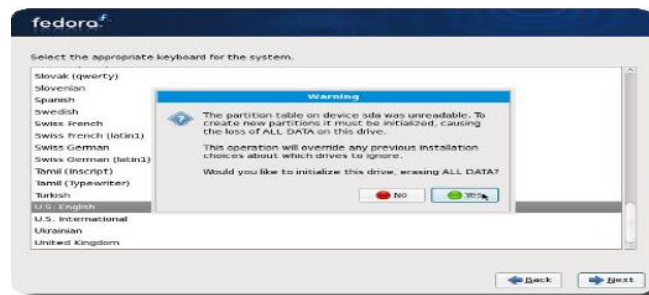 fedora
Select the appropriate keyboard for the system.
Slovak (qwerty)
Slovenian
Spanish
Swedish
Swiss French
Swiss French (latin1)
Swiss German
Swiss German (latin1)
Tamil (Inscript)
Tamil (Typewriter)
Turkish
U.S. English
U.S. International
Ukrainian
United Kingdom
Warning
The partition table on device sda was unreadable. To
create new partitions it must be initialized, causing
the loss of ALL DATA on this drive.
This operation will override any previous installation
choices about which drives to ignore.
Would you like to initialize this drive, erasing ALL DATA?
No
Yes
Back
Next